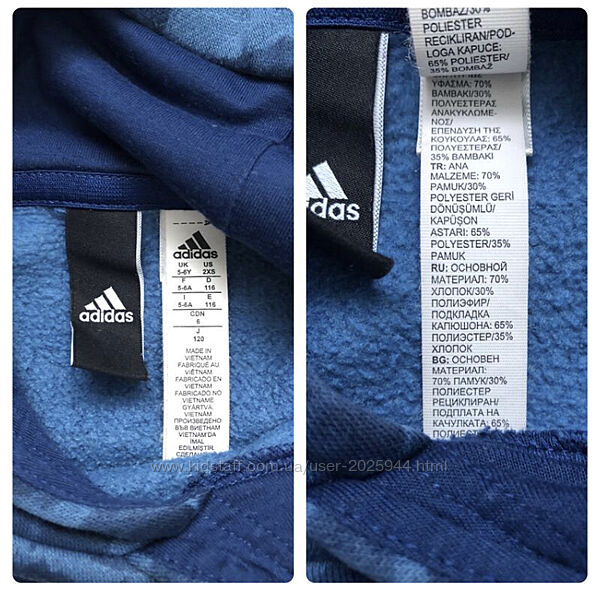 adidas
adidas
UK US
5-6Y 2XS
F D
5-6A 116
I E
5-6A 116
CDN
6
J
120
MADE IN
VIETNAM
FABRIQUÉ AU
VIÊTNAM
FABRICADO EN
VIETNAM
FABRICADO NO
VIETNAME
GYÁRTVA:
VIETNAM
ПРОИЗВЕДЕНО
ВЪВ ВИЕТНАМ
VIETNAM'DA
İMAL
EDİLMİŞTİR
СДЕЛАНО
adidas
BOMBAŽ/30%
POLIESTER
RECIKLIRAN/POD-
LOGA KAPUCE:
65% POLIESTER/
35% BOMBAŽ
ΥΦΑΣΜΑ: 70%
ΒΑΜΒΑΚΙ/30%
ΠΟΛΥΕΣΤΕΡΑΣ
ΑΝΑΚΥΚΛΩΜΕ-
ΝΟΣ/
ΕΠΕΝΔΥΣΗ ΤΗΣ
ΚΟΥΚΟΥΛΑΣ: 65%
ΠΟΛΥΕΣΤΕΡΑΣ/
35% ΒΑΜΒΑΚΙ
TR: ANA
MALZEME: 70%
PAMUK/30%
POLYESTER GERİ
DÖNÜŞÜMLÜ/
KAPÜŞON
ASTARI: 65%
POLYESTER/35%
PAMUK
RU: ОСНОВНОЙ
МАТЕРИАЛ: 70%
ХЛОПОК/30%
ПОЛИЭФИР/
ПОДКЛАДКА
КАПЮШОНА: 65%
ПОЛИЭСТЕР/35%
ХЛОПОК
BG: ОСНОВЕН
МАТЕРИАЛ:
70% ПАМУК/30%
ПОЛИЕСТЕР
РЕЦИКЛИРАН/
ПОДПЛАТА НА
КАЧУЛКАТА: 65%
ПОЛИЕСТЕР
www.kidstaff.com.ua/user-2025944.html